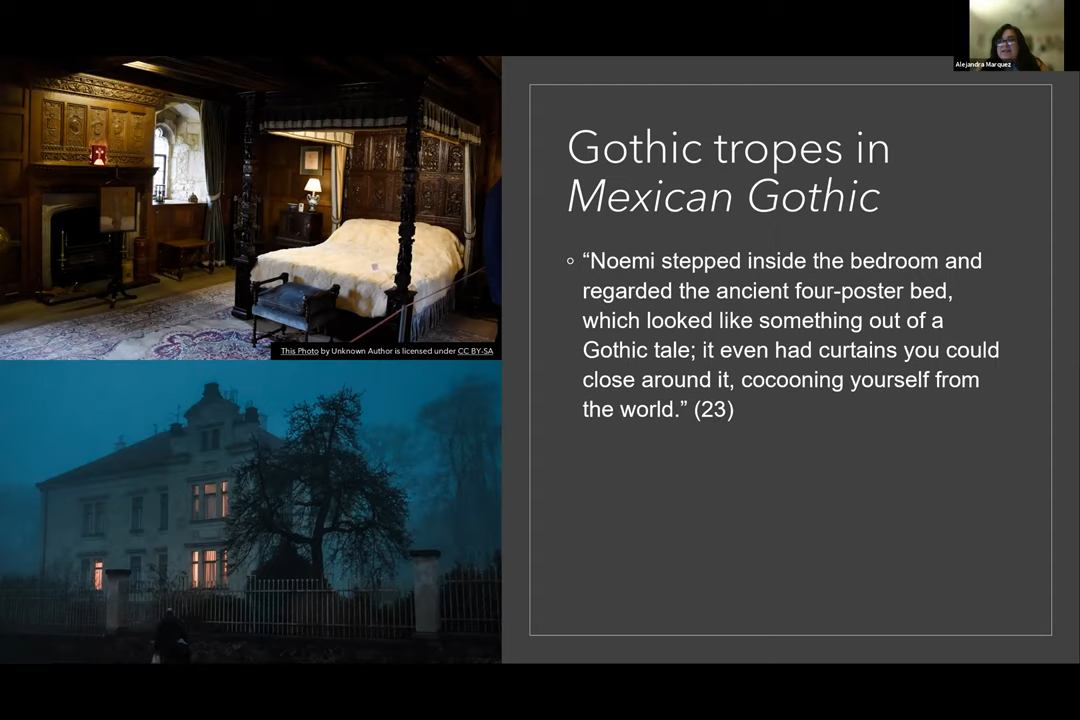 Alejandra Marquez
Gothic tropes in
Mexican Gothic
“Noemi stepped inside the bedroom and
regarded the ancient four-poster bed,
which looked like something out of a
Gothic tale; it even had curtains you could
close around it, cocooning yourself from
the world.” (23)
This Photo by Unknown Author is licensed under CC BY-SA